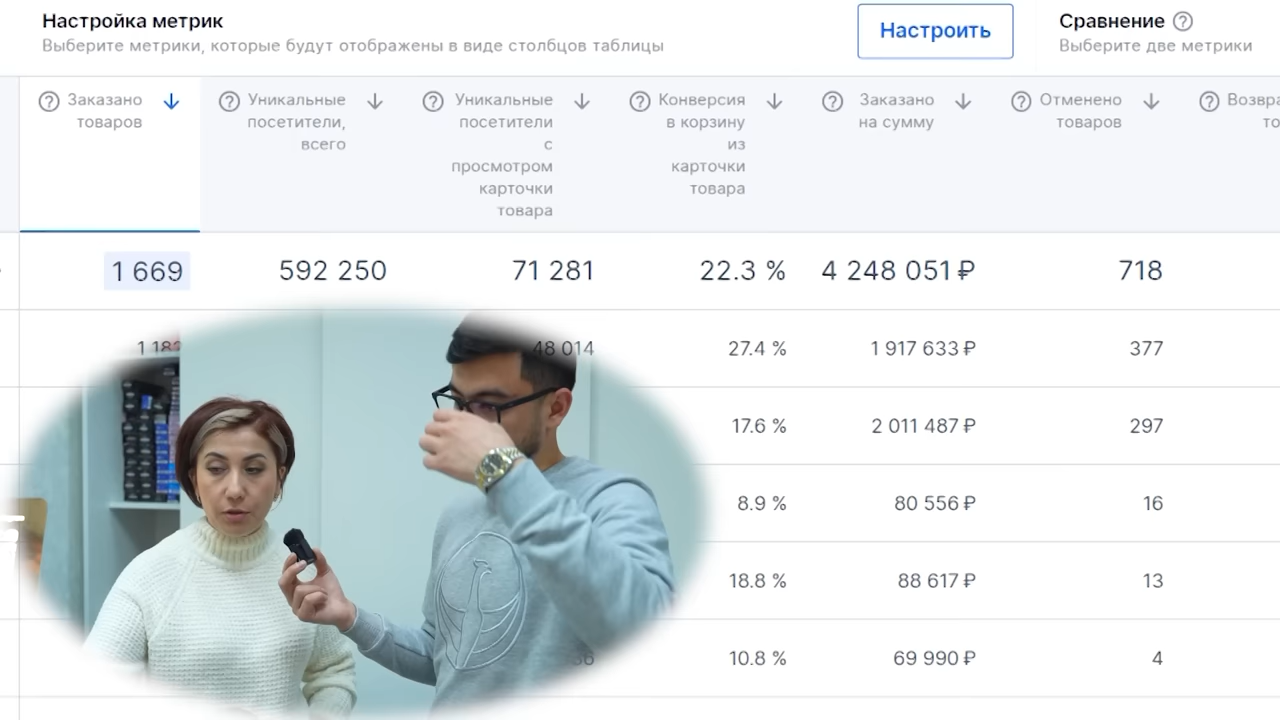 Настройка метрик
Выберите метрики, которые будут отображены в виде столбцов таблицы
Настроить
Сравнение
Выберите две метрики
Заказано
товаров
Уникальные
посетители,
всего
Уникальные
посетители
с
просмотром
карточки
товара
Конверсия
в корзину
из
карточки
товара
Заказано
на сумму
Отменено
товаров
1 669
592 250
71 281
22.3 %
4 248 051 ₽
718
48 014
27.4 %
1 917 633 ₽
377
17.6 %
2 011 487 ₽
297
8.9 %
80 556 ₽
16
18.8 %
88 617 ₽
13
10.8 %
69 990 ₽
4